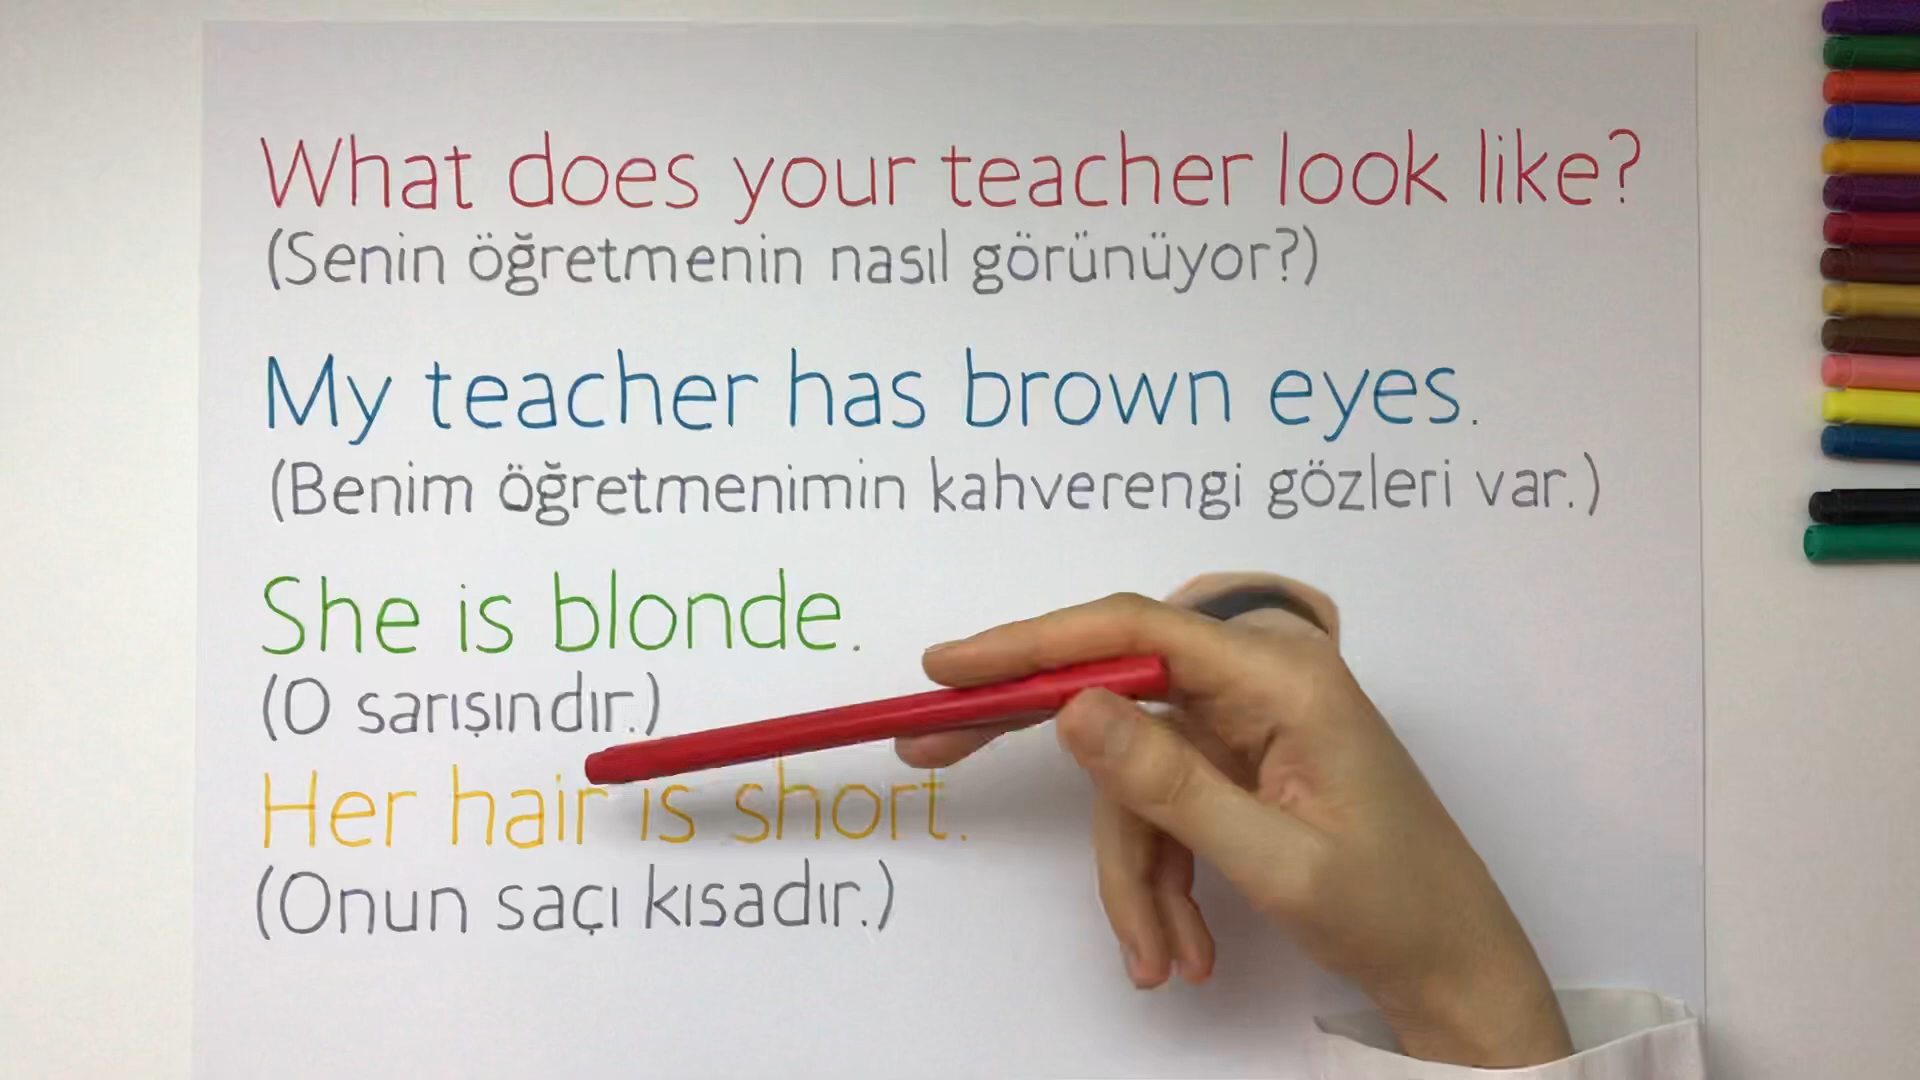 What does your teacher look like?
(Senin öğretmenin nasıl görünüyor?)
My teacher has brown eyes.
(Benim öğretmenimin kahverengi gözleri var.)
She is blonde.
(O sarışındır.)
Her hair is short.
(Onun saçı kısadır.)